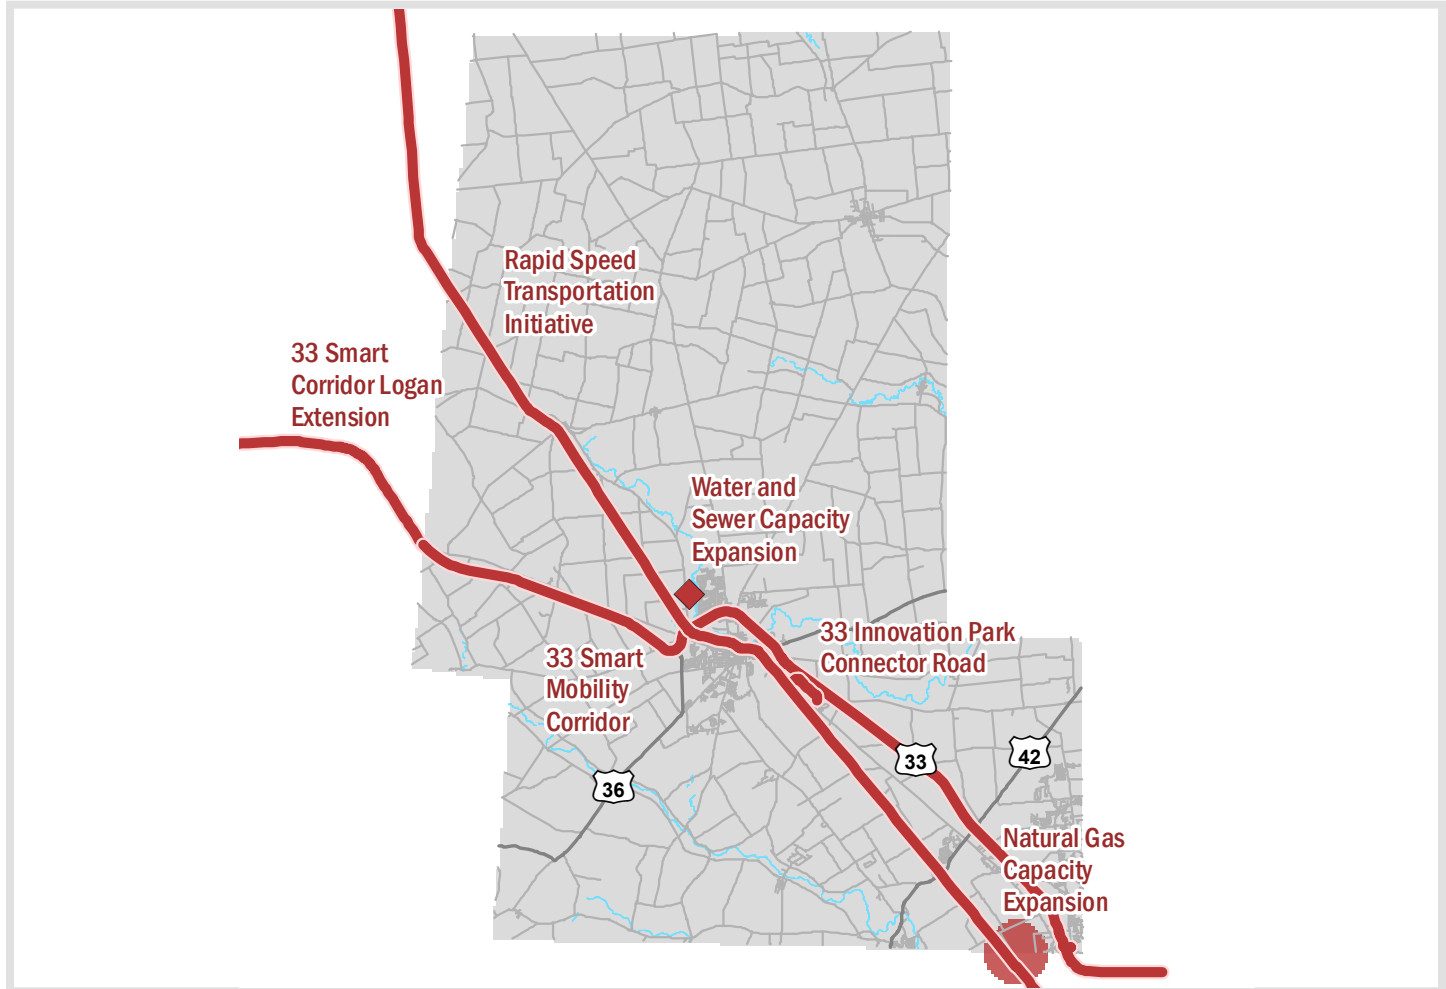 Rapid Speed
Transportation
Initiative
33 Smart
Corridor Logan
Extension
Water and
Sewer Capacity
Expansion
33 Innovation Park
Connector Road
33 Smart
Mobility
Corridor
33
42
36
Natural Gas
Capacity
Expansion